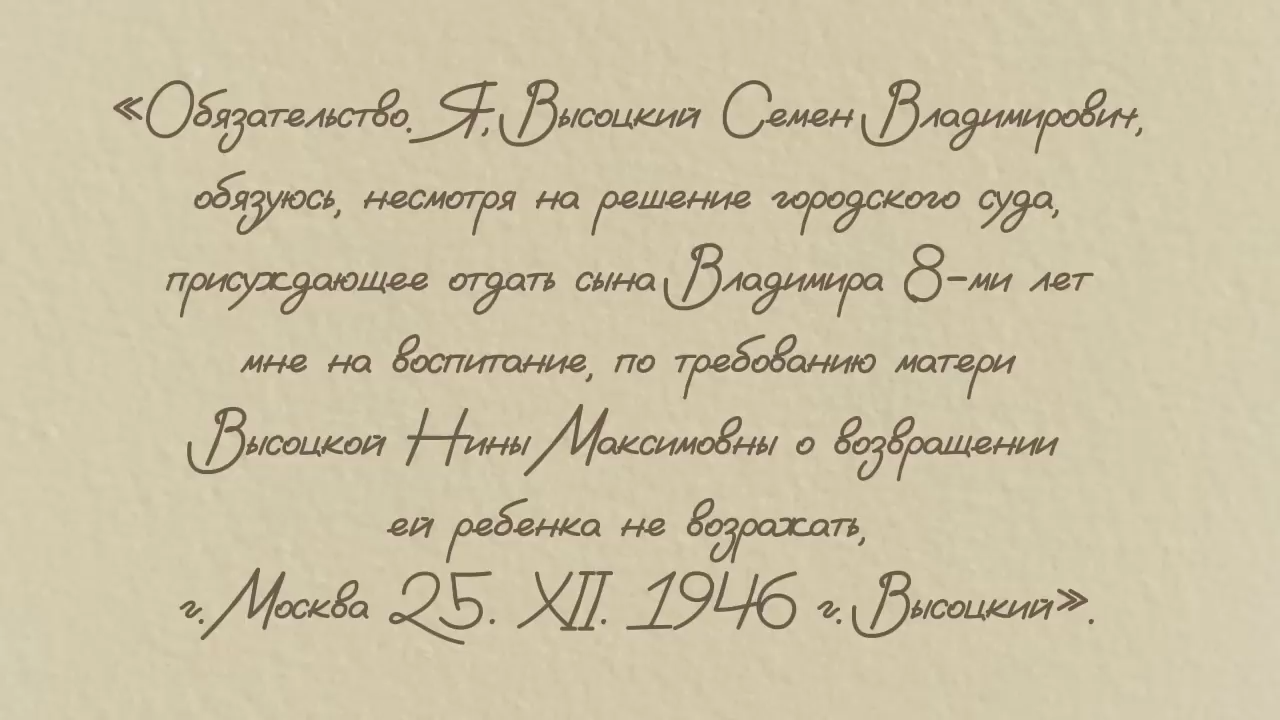 «Обязательство. Я, Высоцкий Семен Владимирович,
обязуюсь, несмотря на решение городского суда,
присуждающее отдать сына Владимира 8-ми лет
мне на воспитание, по требованию матери
Высоцкой Нины Максимовны о возвращении
ей ребенка не возражать,
г. Москва 25. XII. 1946 г. Высоцкий».